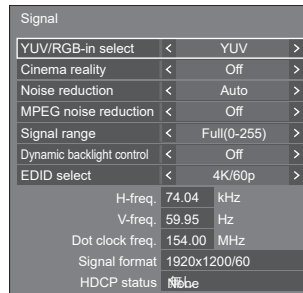 Signal
YUV/RGB-in select < YUV >
Cinema reality < Off >
Noise reduction < Auto >
MPEG noise reduction < Off >
Signal range < Full(0-255) >
Dynamic backlight control < Off >
EDID select < 4K/60p >
H-freq. 74.04 kHz
V-freq. 59.95 Hz
Dot clock freq. 154.00 MHz
Signal format 1920x1200/60
HDCP status None